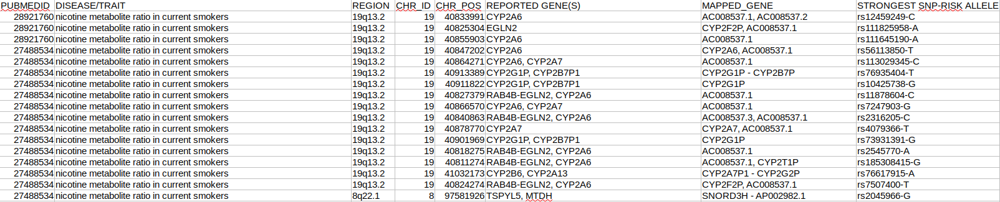 PUBMEDID DISEASE/TRAIT REGION CHR_ID CHR_POS REPORTED GENE(S) MAPPED_GENE STRONGEST SNP-RISK ALLELE
28921760 nicotine metabolite ratio in current smokers 19q13.2 19 40833991 CYP2A6 AC008537.1, AC008537.2 rs12459249-C
28921760 nicotine metabolite ratio in current smokers 19q13.2 19 40825304 EGLN2 CYP2F2P, AC008537.1 rs111825958-A
28921760 nicotine metabolite ratio in current smokers 19q13.2 19 40855903 CYP2A6 AC008537.1 rs111645190-A
27488534 nicotine metabolite ratio in current smokers 19q13.2 19 40847202 CYP2A6 CYP2A6, AC008537.1 rs56113850-T
27488534 nicotine metabolite ratio in current smokers 19q13.2 19 40864271 CYP2A6, CYP2A7 AC008537.1 rs113029345-C
27488534 nicotine metabolite ratio in current smokers 19q13.2 19 40913389 CYP2G1P, CYP2B7P1 CYP2G1P - CYP2B7P rs76935404-T
27488534 nicotine metabolite ratio in current smokers 19q13.2 19 40911822 CYP2G1P, CYP2B7P1 CYP2G1P rs10425738-G
27488534 nicotine metabolite ratio in current smokers 19q13.2 19 40827379 RAB4B-EGLN2, CYP2A6 AC008537.1 rs11878604-C
27488534 nicotine metabolite ratio in current smokers 19q13.2 19 40866570 CYP2A6, CYP2A7 AC008537.1 rs7247903-G
27488534 nicotine metabolite ratio in current smokers 19q13.2 19 40840863 RAB4B-EGLN2, CYP2A6 AC008537.3, AC008537.1 rs2316205-C
27488534 nicotine metabolite ratio in current smokers 19q13.2 19 40878770 CYP2A7 CYP2A7, AC008537.1 rs4079366-T
27488534 nicotine metabolite ratio in current smokers 19q13.2 19 40901969 CYP2G1P, CYP2B7P1 CYP2G1P rs73931391-G
27488534 nicotine metabolite ratio in current smokers 19q13.2 19 40818275 RAB4B-EGLN2, CYP2A6 AC008537.1 rs2545770-A
27488534 nicotine metabolite ratio in current smokers 19q13.2 19 40811274 RAB4B-EGLN2, CYP2A6 AC008537.1, CYP2T1P rs185308415-G
27488534 nicotine metabolite ratio in current smokers 19q13.2 19 41032173 CYP2B6, CYP2A13 CYP2A7P1 - CYP2G2P rs76617915-A
27488534 nicotine metabolite ratio in current smokers 19q13.2 19 40824274 RAB4B-EGLN2, CYP2A6 CYP2F2P, AC008537.1 rs7507400-T
27488534 nicotine metabolite ratio in current smokers 8q22.1 8 97581926 TSPYL5, MTDH SNORD3H - AP002982.1 rs2045966-G